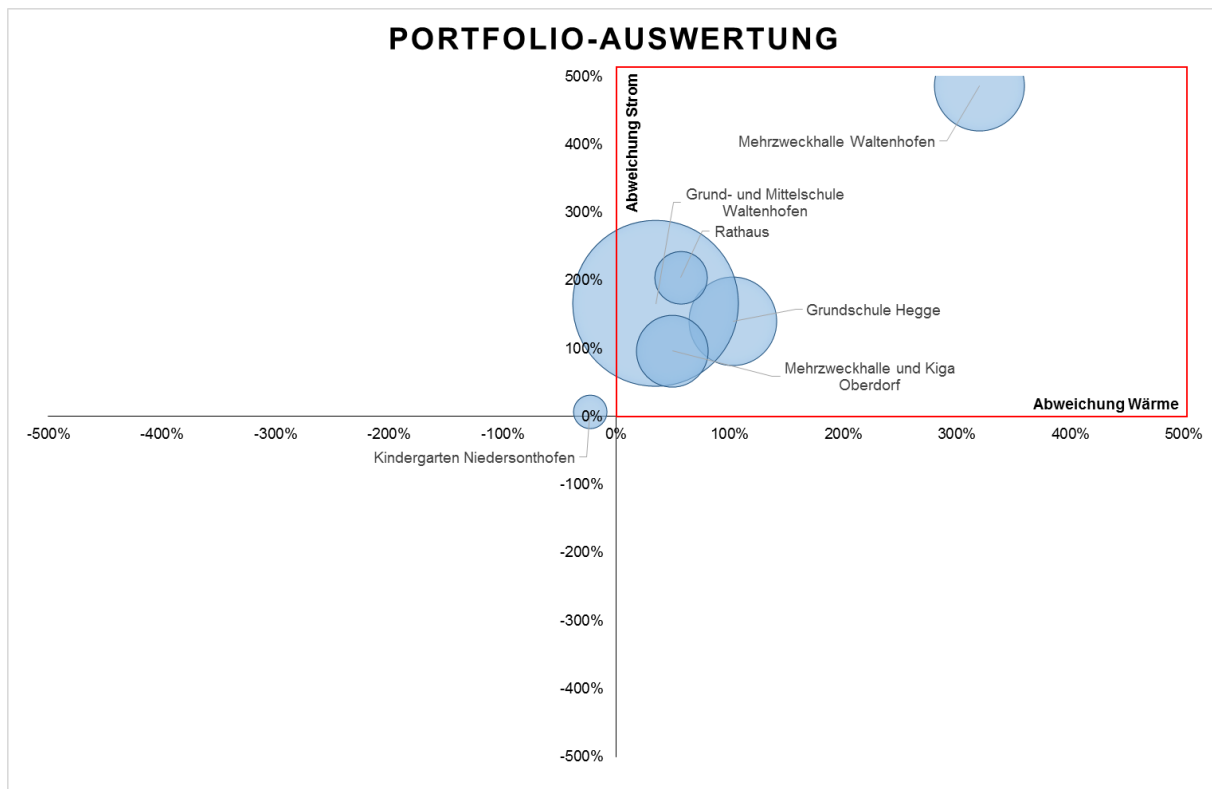 PORTFOLIO-AUSWERTUNG
500%
400%
300%
200%
100%
0%
-100%
-200%
-300%
-400%
-500%
Abweichung Strom
Mehrzweckhalle Waltenhofen
Grund- und Mittelschule
Waltenhofen
Rathaus
Grundschule Hegge
Mehrzweckhalle und Kiga
Oberdorf
Abweichung Wärme
-500% -400% -300% -200% -100% 0% 100% 200% 300% 400% 500%
Kindergarten Niedersonthofen